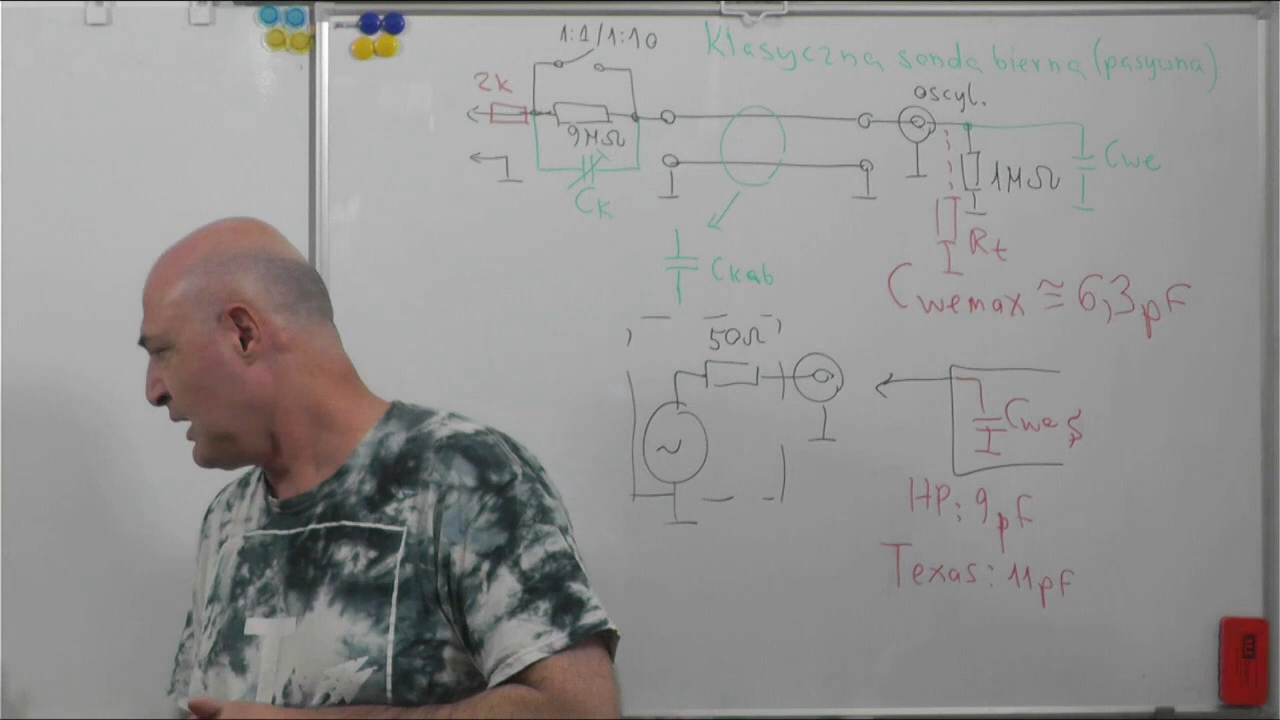 Klasyczna sonda bierna (pasywna)
1:1/1:10
2K
9MΩ
CK
oscyl.
1MΩ
Cwe
Rt
Ckab
Cwemax ≅ 6,3pF
50Ω
~
Cwe
HP: 9pF
Texas: 11pF